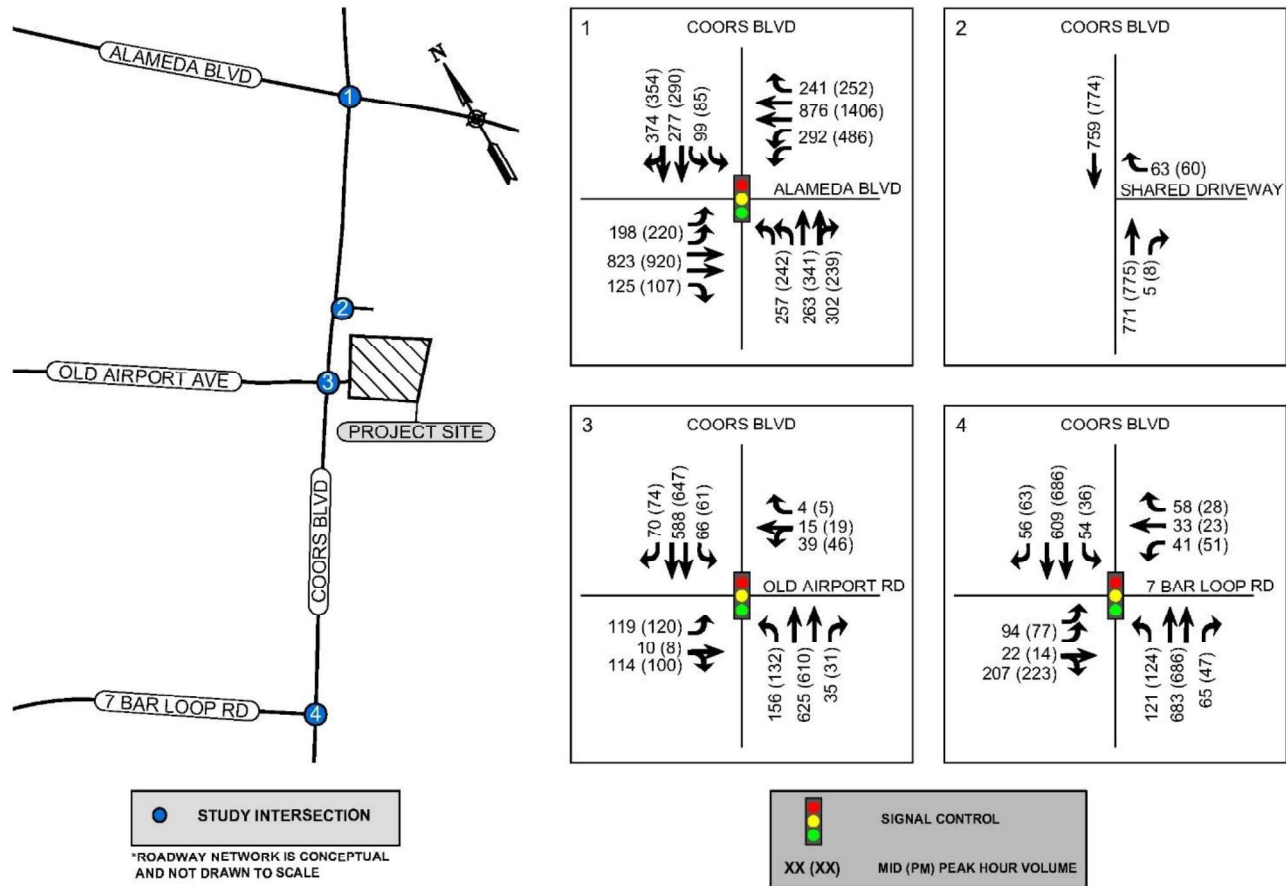 ALAMEDA BLVD
N
1
2
OLD AIRPORT AVE
3
PROJECT SITE
COORS BLVD
7 BAR LOOP RD
4
STUDY INTERSECTION
*ROADWAY NETWORK IS CONCEPTUAL
AND NOT DRAWN TO SCALE
1
COORS BLVD
374 (354)
277 (290)
99 (85)
241 (252)
876 (1406)
292 (486)
ALAMEDA BLVD
198 (220)
823 (920)
125 (107)
257 (242)
263 (341)
302 (239)
2
COORS BLVD
759 (774)
63 (60)
SHARED DRIVEWAY
771 (775)
5 (8)
3
COORS BLVD
70 (74)
588 (647)
66 (61)
4 (5)
15 (19)
39 (46)
OLD AIRPORT RD
119 (120)
10 (8)
114 (100)
156 (132)
625 (610)
35 (31)
4
COORS BLVD
56 (63)
609 (686)
54 (36)
58 (28)
33 (23)
41 (51)
7 BAR LOOP RD
94 (77)
22 (14)
207 (223)
121 (124)
683 (686)
65 (47)
SIGNAL CONTROL
XX (XX) MID (PM) PEAK HOUR VOLUME